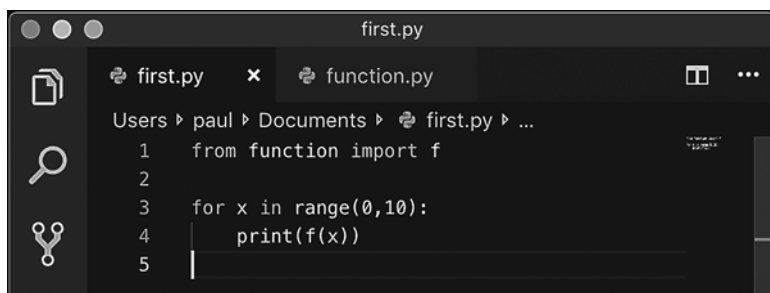 first.py
first.py × function.py ...
Users ▹ paul ▹ Documents ▹ first.py ▹ ...
1 from function import f
2
3 for x in range(0,10):
4     print(f(x))
5